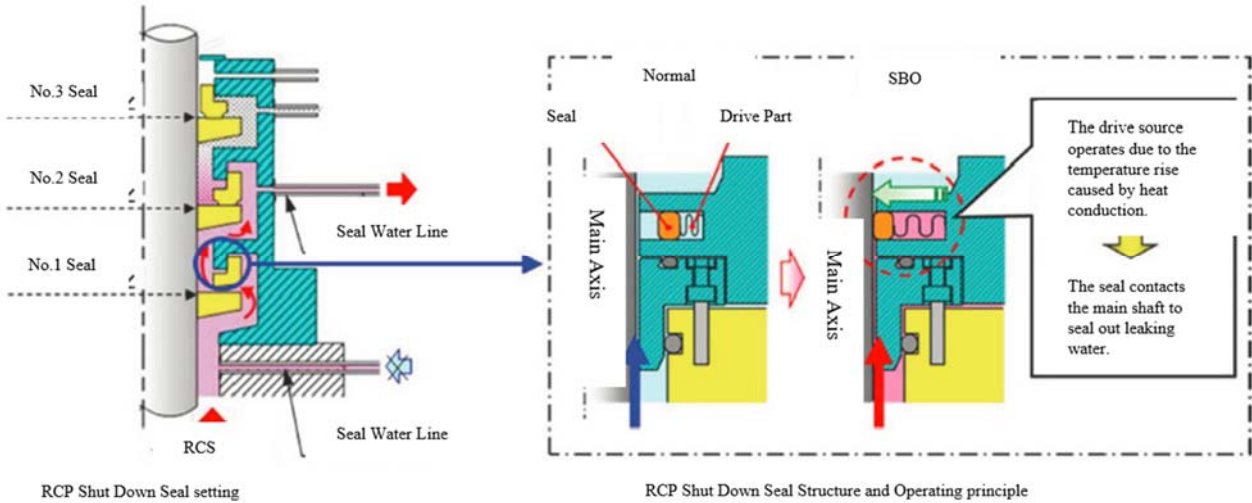 No.3 Seal
No.2 Seal
No.1 Seal
Seal Water Line
Seal Water Line
RCS
RCP Shut Down Seal setting
Normal
SBO
Seal
Drive Part
Main Axis
Main Axis
The drive source
operates due to the
temperature rise
caused by heat
conduction.
The seal contacts
the main shaft to
seal out leaking
water.
RCP Shut Down Seal Structure and Operating principle